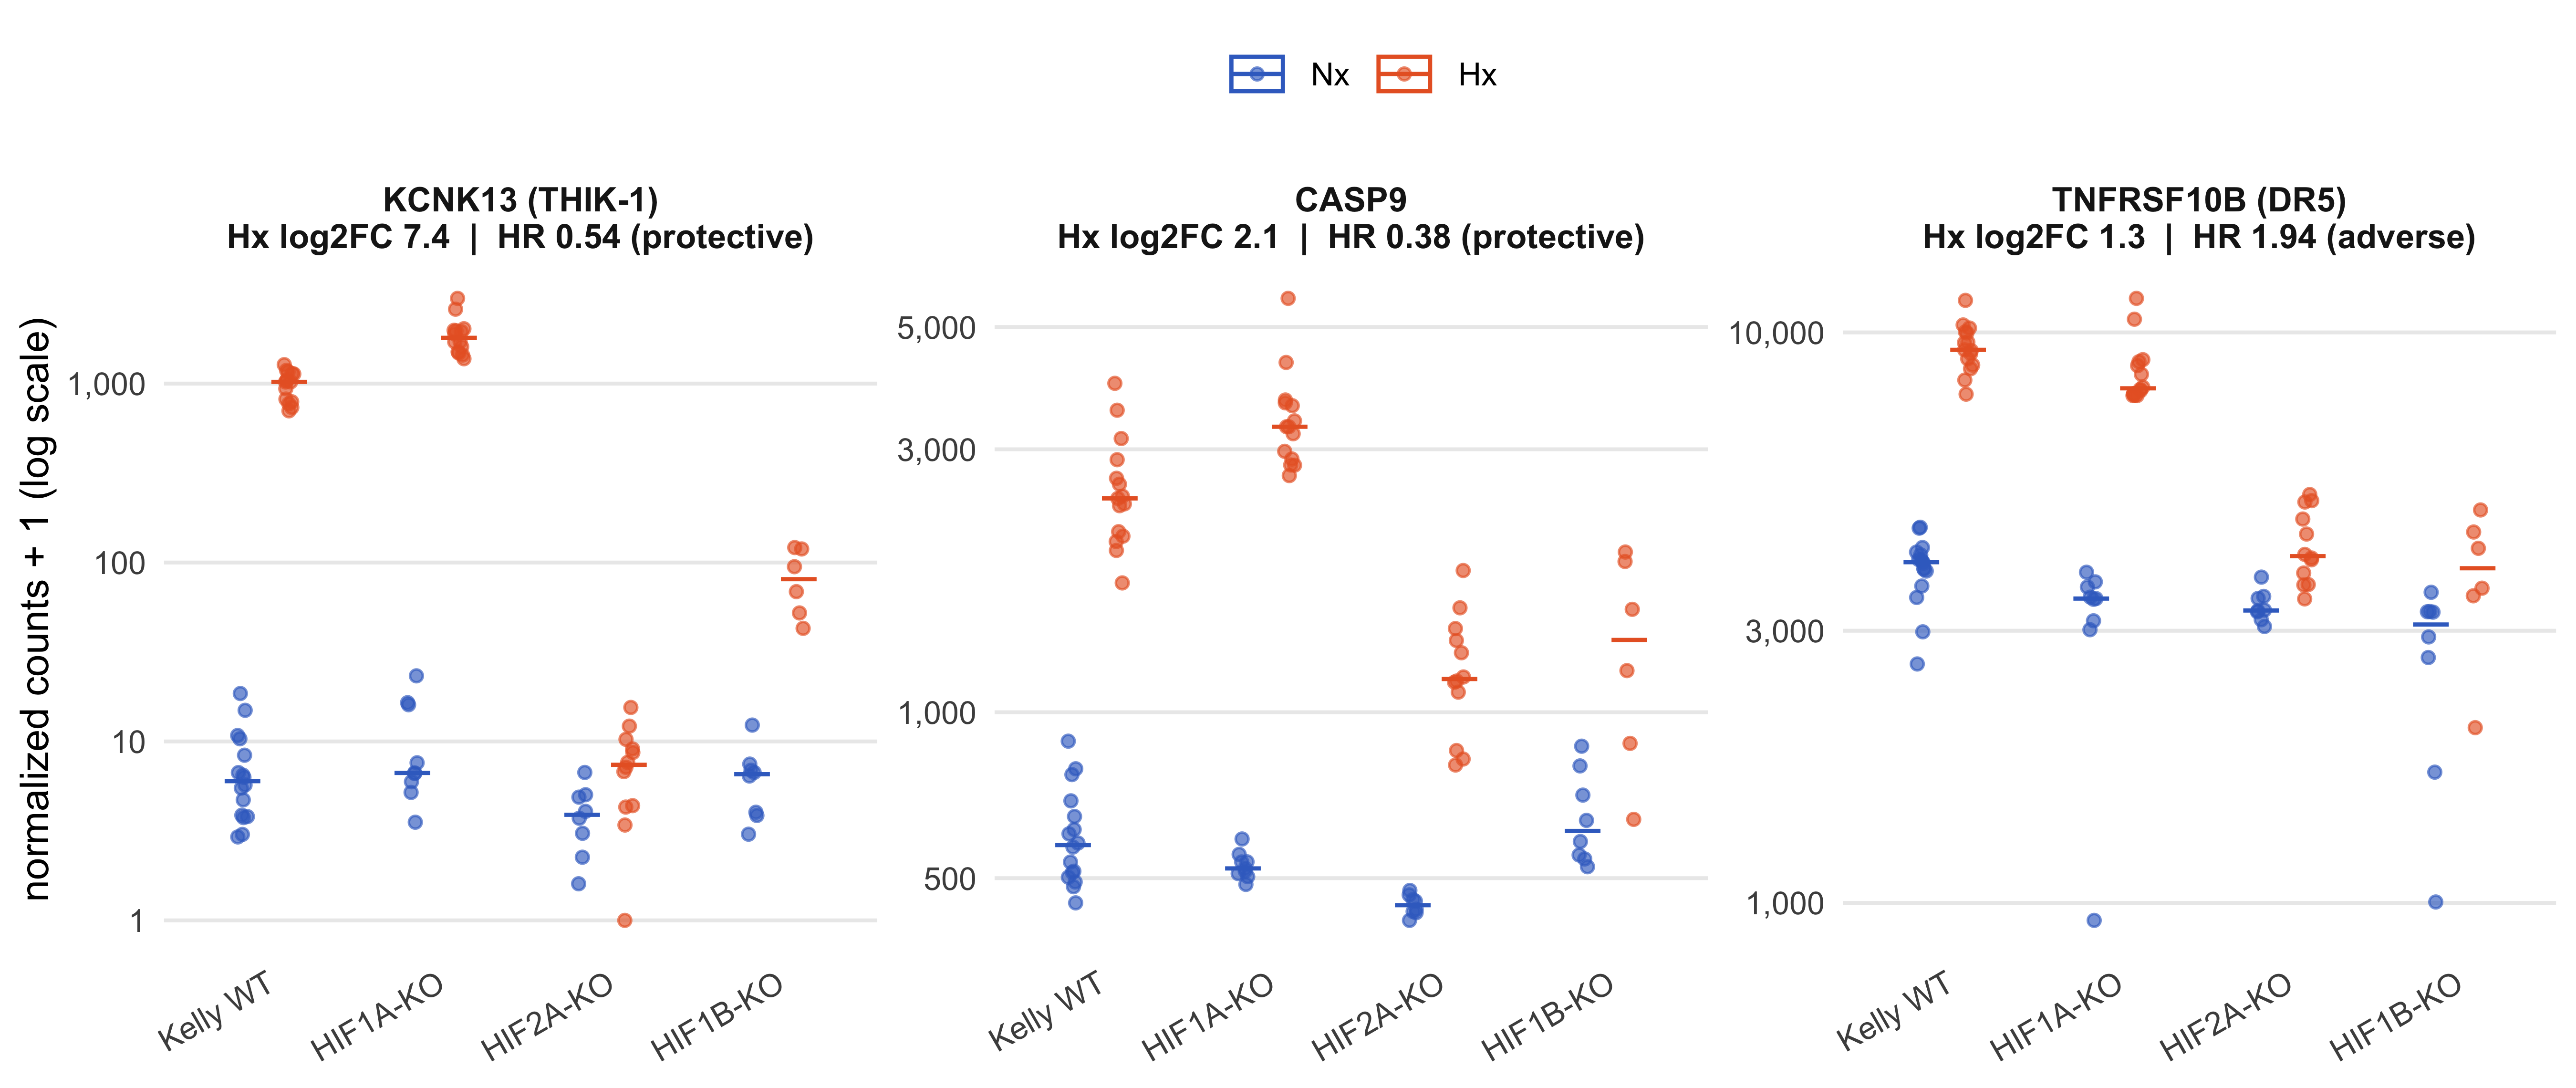 Nx Hx
KCNK13 (THIK-1)
Hx log2FC 7.4 | HR 0.54 (protective)
CASP9
Hx log2FC 2.1 | HR 0.38 (protective)
TNFRSF10B (DR5)
Hx log2FC 1.3 | HR 1.94 (adverse)
normalized counts + 1 (log scale)
1,000
100
10
1
Kelly WT
HIF1A-KO
HIF2A-KO
HIF1B-KO
5,000
3,000
1,000
500
Kelly WT
HIF1A-KO
HIF2A-KO
HIF1B-KO
10,000
3,000
1,000
Kelly WT
HIF1A-KO
HIF2A-KO
HIF1B-KO